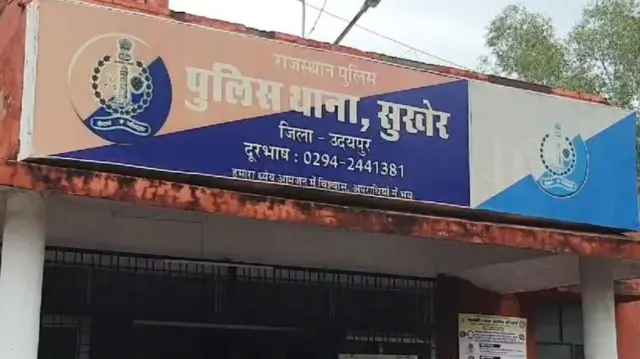 राजस्थान पुलिस
पुलिस थाना, सुखेर
जिला - उदयपुर
दूरभाष : 0294-2441381
हमारा ध्येय आमजन में विश्वास, अपराधियों में भय